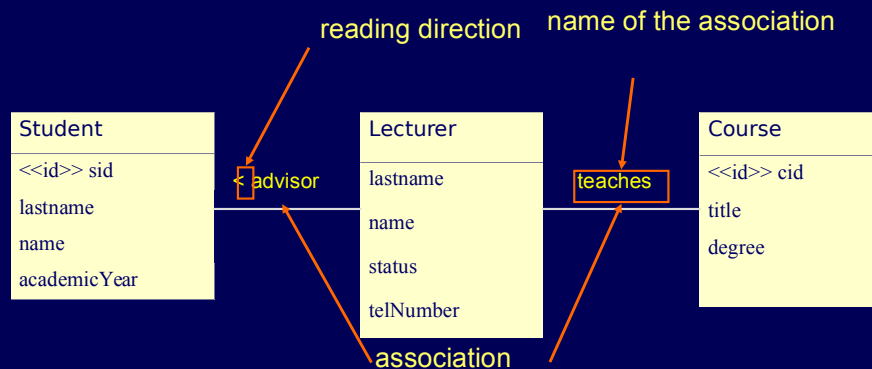 reading direction
name of the association
Student
<<id>> sid
lastname
name
academicYear
< advisor
Lecturer
lastname
name
status
telNumber
teaches
Course
<<id>> cid
title
degree
association